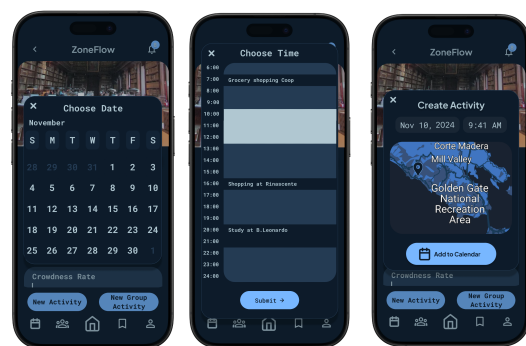 ZoneFlow
Choose Date
November
S M T W T F S
28 29 30 31 1 2 3
4 5 6 7 8 9 10
11 12 13 14 15 16 17
18 19 20 21 22 23 24
25 26 27 28 29 30 1
Crowdness Rate
New Activity
New Group
Activity
Choose Time
6:00
7:00 Grocery shopping Coop
8:00
9:00
10:00
11:00
12:00
13:00
14:00
15:00
16:00 Shopping at Rinascente
17:00
18:00
19:00
20:00 Study at B.Leonardo
21:00
22:00
23:00
24:00
Submit →
ZoneFlow
Create Activity
Nov 10, 2024 9:41 AM
Corte Madera
Mill Valley
Golden Gate
National
Recreation
Area
Add to Calendar
Crowdness Rate
New Activity
New Group
Activity